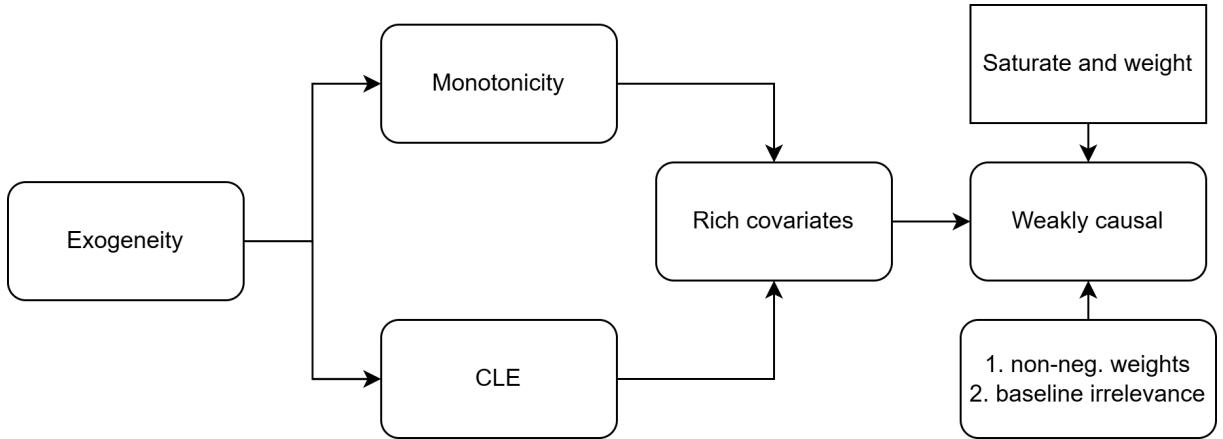 Saturate and weight
Monotonicity
Exogeneity
Rich covariates
Weakly causal
CLE
1. non-neg. weights
2. baseline irrelevance